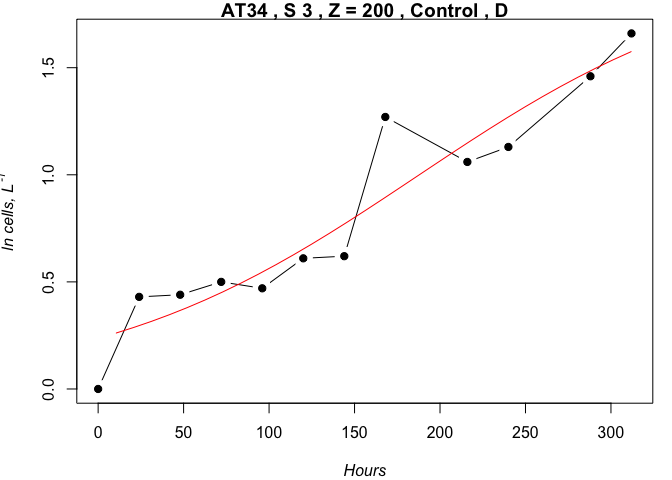 AT34 , S 3 , Z = 200 , Control , D
ln cells, L⁻¹
1.5
1.0
0.5
0.0
0 50 100 150 200 250 300
Hours